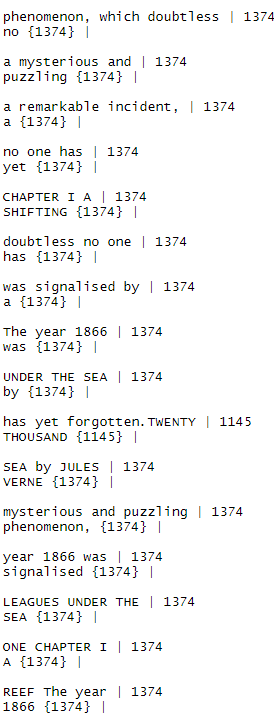 phenomenon, which doubtless | 1374
no {1374} |
a mysterious and | 1374
puzzling {1374} |
a remarkable incident, | 1374
a {1374} |
no one has | 1374
yet {1374} |
CHAPTER I A | 1374
SHIFTING {1374} |
doubtless no one | 1374
has {1374} |
was signalised by | 1374
a {1374} |
The year 1866 | 1374
was {1374} |
UNDER THE SEA | 1374
by {1374} |
has yet forgotten.TWENTY | 1145
THOUSAND {1145} |
SEA by JULES | 1374
VERNE {1374} |
mysterious and puzzling | 1374
phenomenon, {1374} |
year 1866 was | 1374
signalised {1374} |
LEAGUES UNDER THE | 1374
SEA {1374} |
ONE CHAPTER I | 1374
A {1374} |
REEF The year | 1374
1866 {1374} |